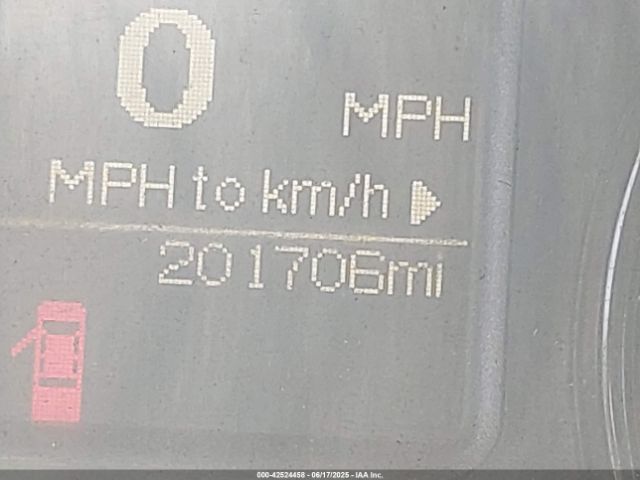 0
MPH
MPH to km/h
201706mi
000-42524458 - 06/17/2025 - IAA Inc.